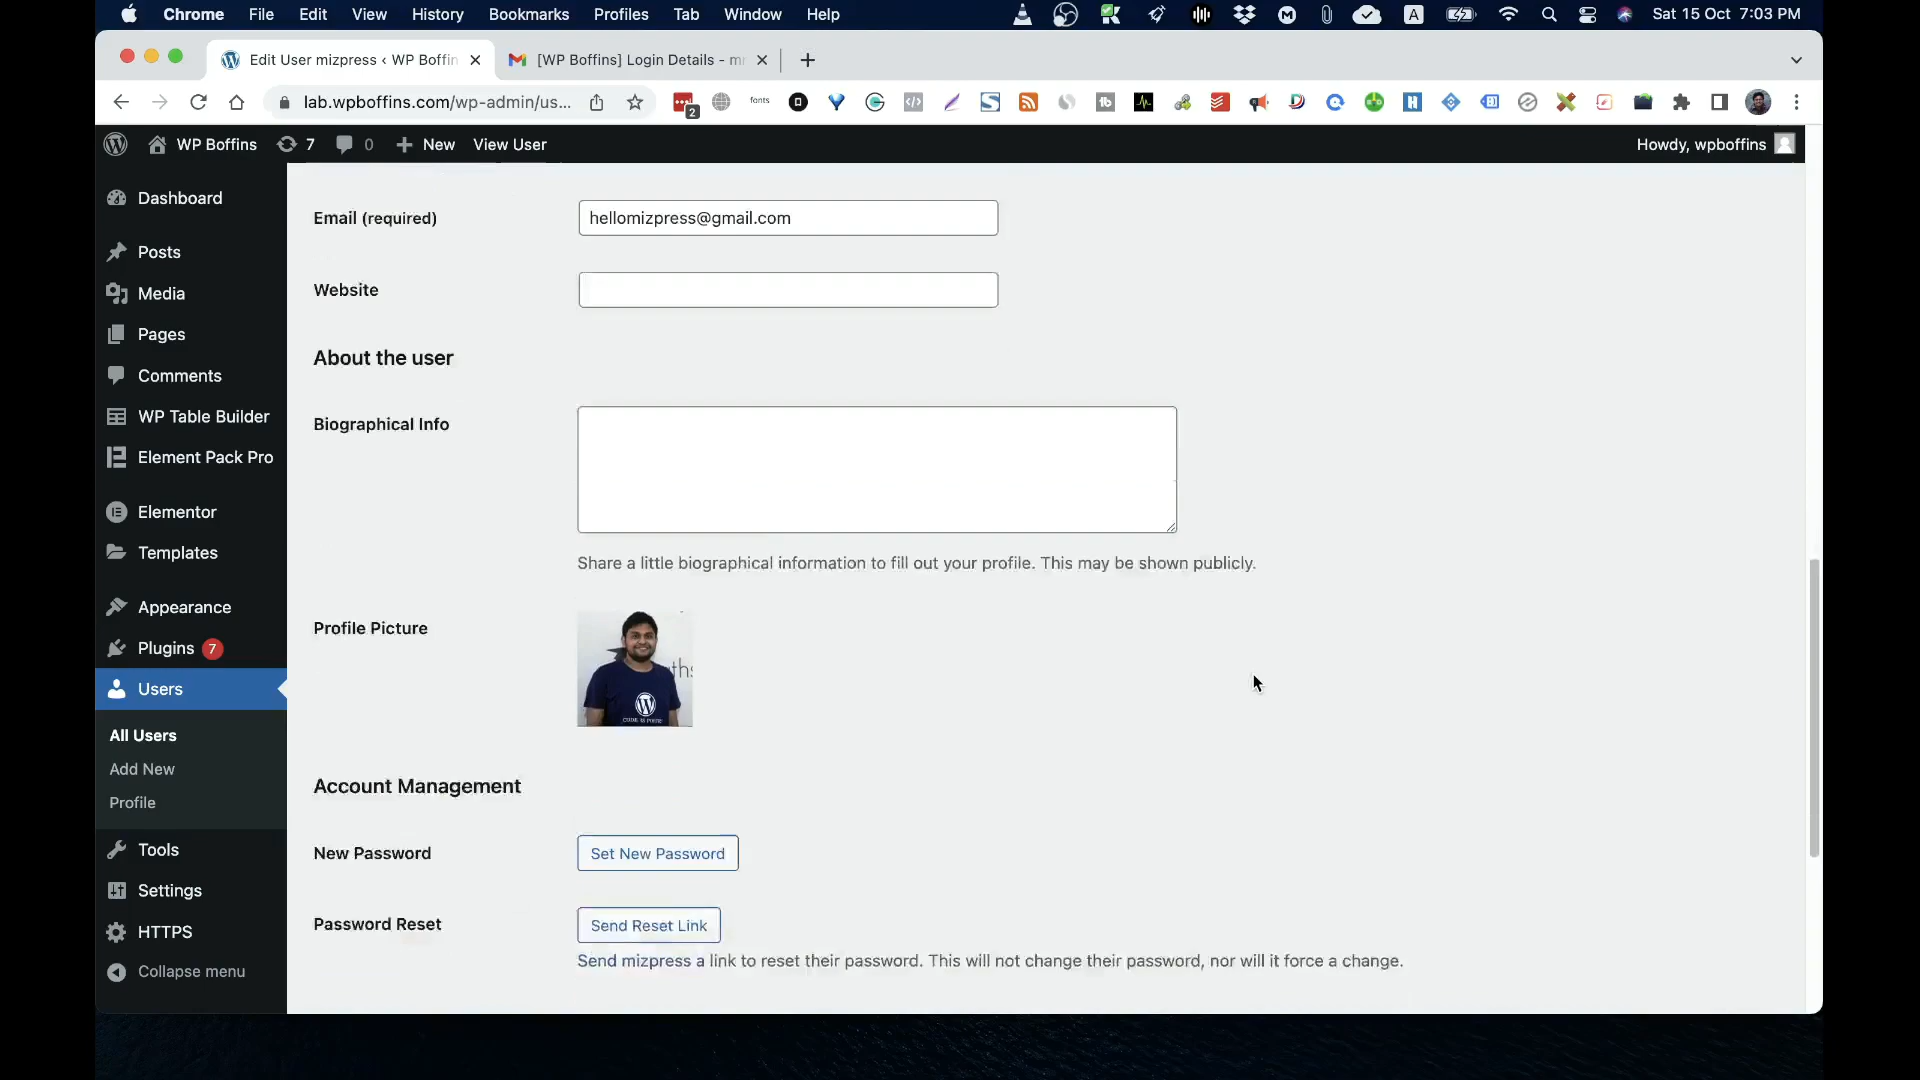 Chrome File Edit View History Bookmarks Profiles Tab Window Help A Sat 15 Oct 7:03 PM
Edit User mizpress ‹ WP Boffin [WP Boffins] Login Details - m
lab.wpboffins.com/wp-admin/us... 2 fonts
WP Boffins 7 0 New View User Howdy, wpboffins
Dashboard
Posts
Media
Pages
Comments
WP Table Builder
Element Pack Pro
Elementor
Templates
Appearance
Plugins 7
Users
All Users
Add New
Profile
Tools
Settings
HTTPS
Collapse menu
Email (required) hellomizpress@gmail.com
Website
About the user
Biographical Info
Share a little biographical information to fill out your profile. This may be shown publicly.
Profile Picture
ths
CODE IS POETRY
Account Management
New Password Set New Password
Password Reset Send Reset Link
Send mizpress a link to reset their password. This will not change their password, nor will it force a change.